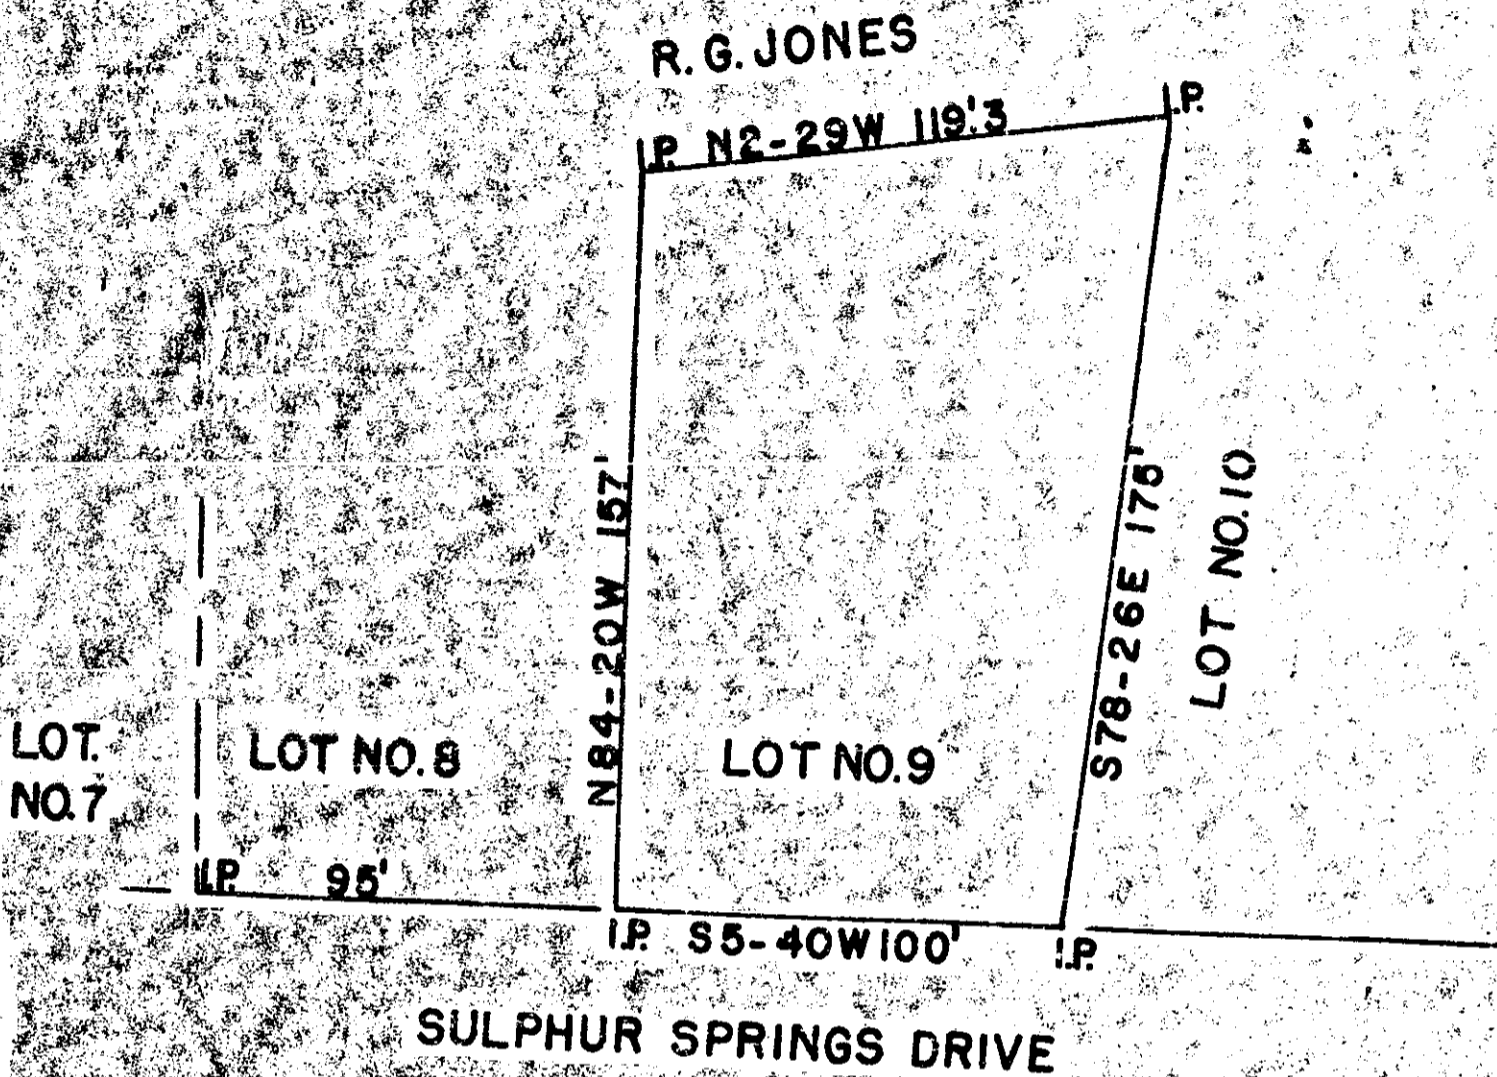 R.G. JONES
I.P. N2-29W 119'.3 I.P.
N84-20W 157'
S78-26E 175'
LOT NO.10
LOT.
NO.7
LOT NO.8
LOT NO.9
I.P. 95'
I.P. S5-40W 100' I.P.
SULPHUR SPRINGS DRIVE